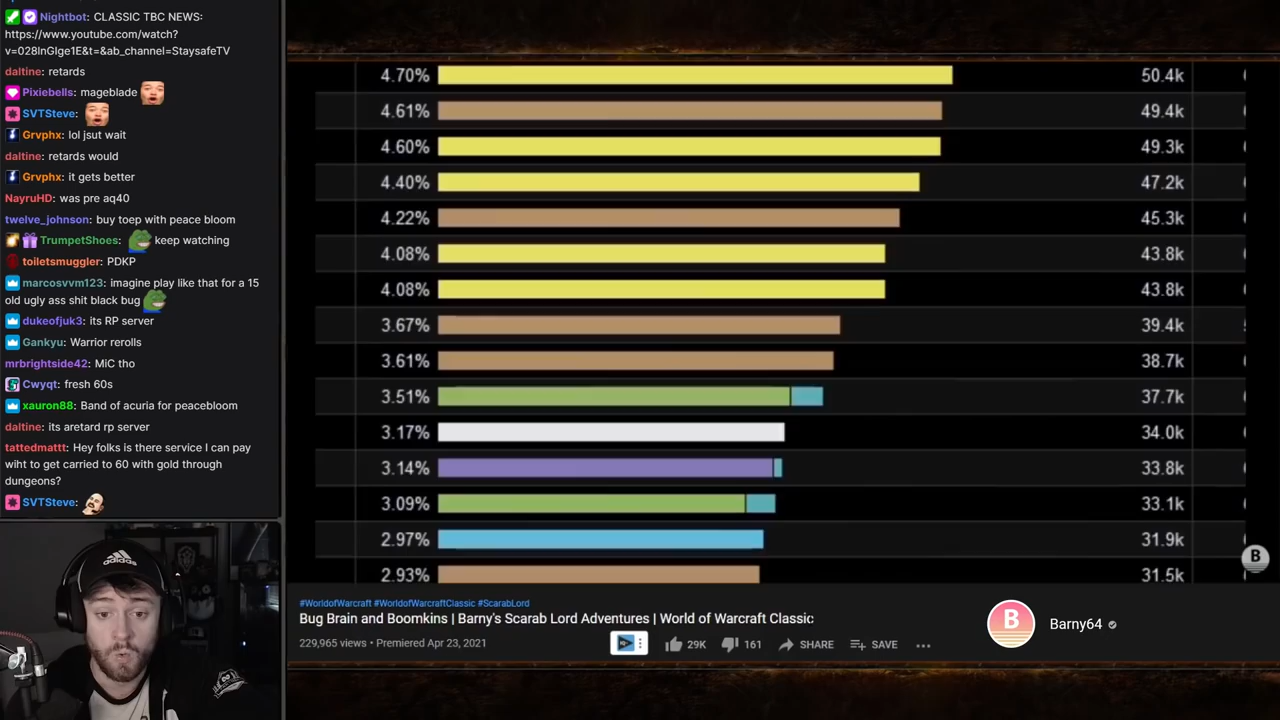 Nightbot: CLASSIC TBC NEWS:
https://www.youtube.com/watch?
v=028lnGlge1E&t=&ab_channel=StaysafeTV
daltine: retards
Pixiebells: mageblade
SVTSteve:
Grvphx: lol jsut wait
daltine: retards would
Grvphx: it gets better
NayruHD: was pre aq40
twelve_johnson: buy toep with peace bloom
TrumpetShoes: keep watching
toiletsmuggler: PDKP
marcosvvm123: imagine play like that for a 15
old ugly ass shit black bug
dukeofjuk3: its RP server
Gankyu: Warrior rerolls
mrbrightside42: MiC tho
Cwyqt: fresh 60s
xauron88: Band of acuria for peacebloom
daltine: its aretard rp server
tattedmattt: Hey folks is there service I can pay
wiht to get carried to 60 with gold through
dungeons?
SVTSteve:
adidas
4.70% 50.4k
4.61% 49.4k
4.60% 49.3k
4.40% 47.2k
4.22% 45.3k
4.08% 43.8k
4.08% 43.8k
3.67% 39.4k
3.61% 38.7k
3.51% 37.7k
3.17% 34.0k
3.14% 33.8k
3.09% 33.1k
2.97% 31.9k
2.93% 31.5k
B
#WorldofWarcraft #WorldofWarcraftClassic #ScarabLord
Bug Brain and Boomkins | Barny's Scarab Lord Adventures | World of Warcraft Classic
229,965 views • Premiered Apr 23, 2021
29K 161 SHARE SAVE
B Barny64